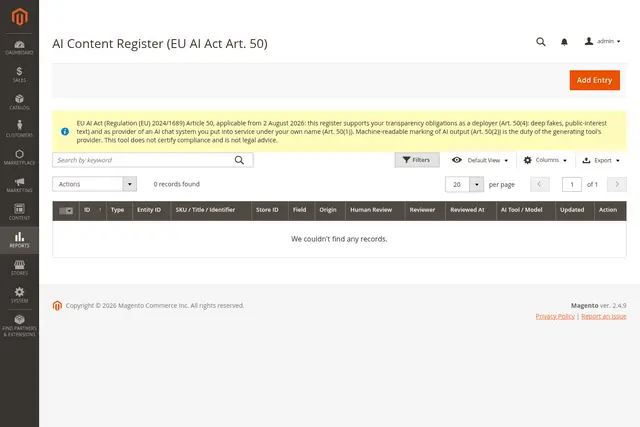 DASHBOARD
SALES
CATALOG
CUSTOMERS
MARKETPLACE
MARKETING
CONTENT
REPORTS
STORES
SYSTEM
FIND PARTNERS
& EXTENSIONS
AI Content Register (EU AI Act Art. 50)
admin
Add Entry
EU AI Act (Regulation (EU) 2024/1689) Article 50, applicable from 2 August 2026: this register supports your transparency obligations as a deployer (Art. 50(4): deep fakes, public-interest
text) and as provider of an AI chat system you put into service under your own name (Art. 50(1)). Machine-readable marking of AI output (Art. 50(2)) is the duty of the generating tool's
provider. This tool does not certify compliance and is not legal advice.
Search by keyword
Filters
Default View
Columns
Export
Actions
0 records found
20
per page
1
of 1
ID ↑ Type Entity ID SKU / Title / Identifier Store ID Field Origin Human Review Reviewer Reviewed At AI Tool / Model Updated Action
We couldn't find any records.
Copyright © 2026 Magento Commerce Inc. All rights reserved.
Magento ver. 2.4.9
Privacy Policy | Report an Issue